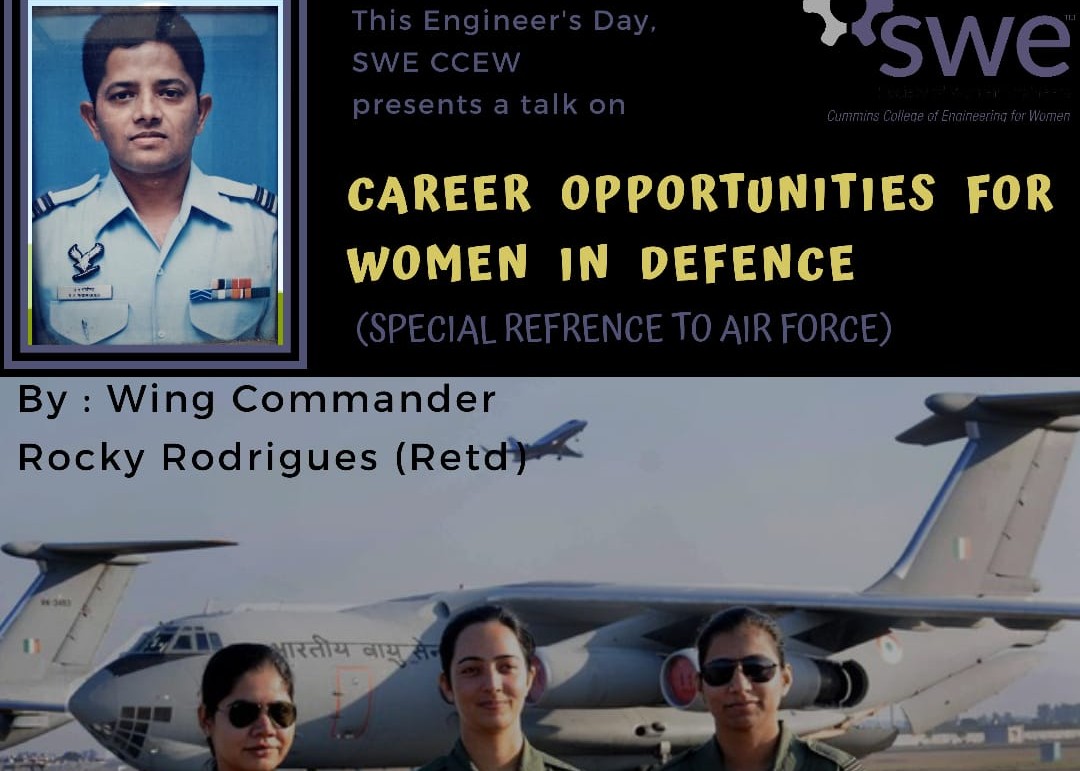 This Engineer's Day,
SWE CCEW
presents a talk on
swe
Cummins College of Engineering for Women
CAREER OPPORTUNITIES FOR
WOMEN IN DEFENCE
(SPECIAL REFRENCE TO AIR FORCE)
By : Wing Commander
Rocky Rodrigues (Retd)
भारतीय वायु सेन